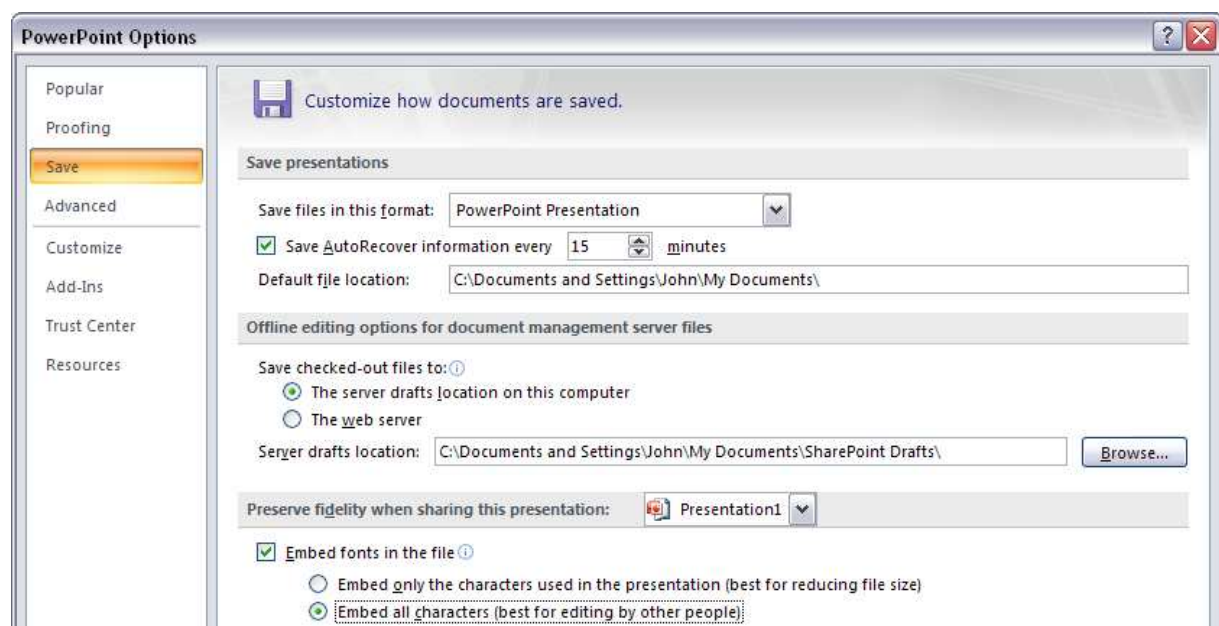 PowerPoint Options
Popular
Proofing
Save
Advanced
Customize
Add-Ins
Trust Center
Resources
Customize how documents are saved.
Save presentations
Save files in this format: PowerPoint Presentation
Save AutoRecover information every 15 minutes
Default file location: C:\Documents and Settings\John\My Documents\
Offline editing options for document management server files
Save checked-out files to:
The server drafts location on this computer
The web server
Server drafts location: C:\Documents and Settings\John\My Documents\SharePoint Drafts\ Browse...
Preserve fidelity when sharing this presentation: Presentation1
Embed fonts in the file
Embed only the characters used in the presentation (best for reducing file size)
Embed all characters (best for editing by other people)